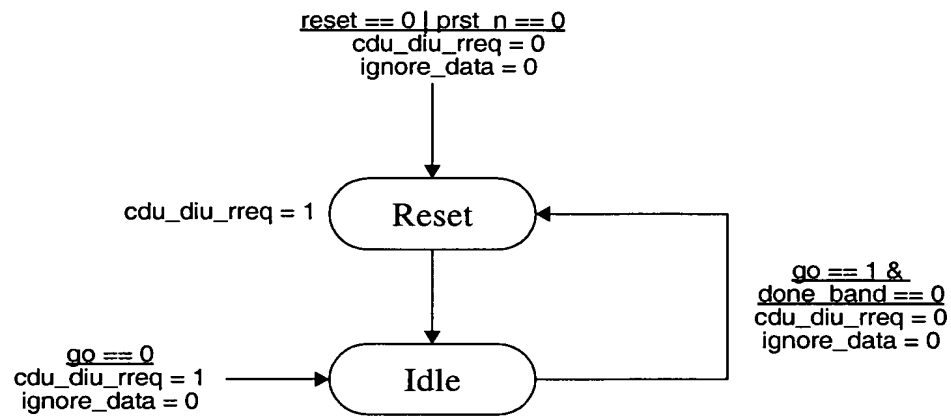 reset == 0 | prst_n == 0
cdu_diu_rreq = 0
ignore_data = 0
cdu_diu_rreq = 1
Reset
go == 1 &
done_band == 0
cdu_diu_rreq = 0
ignore_data = 0
go == 0
cdu_diu_rreq = 1
ignore_data = 0
Idle